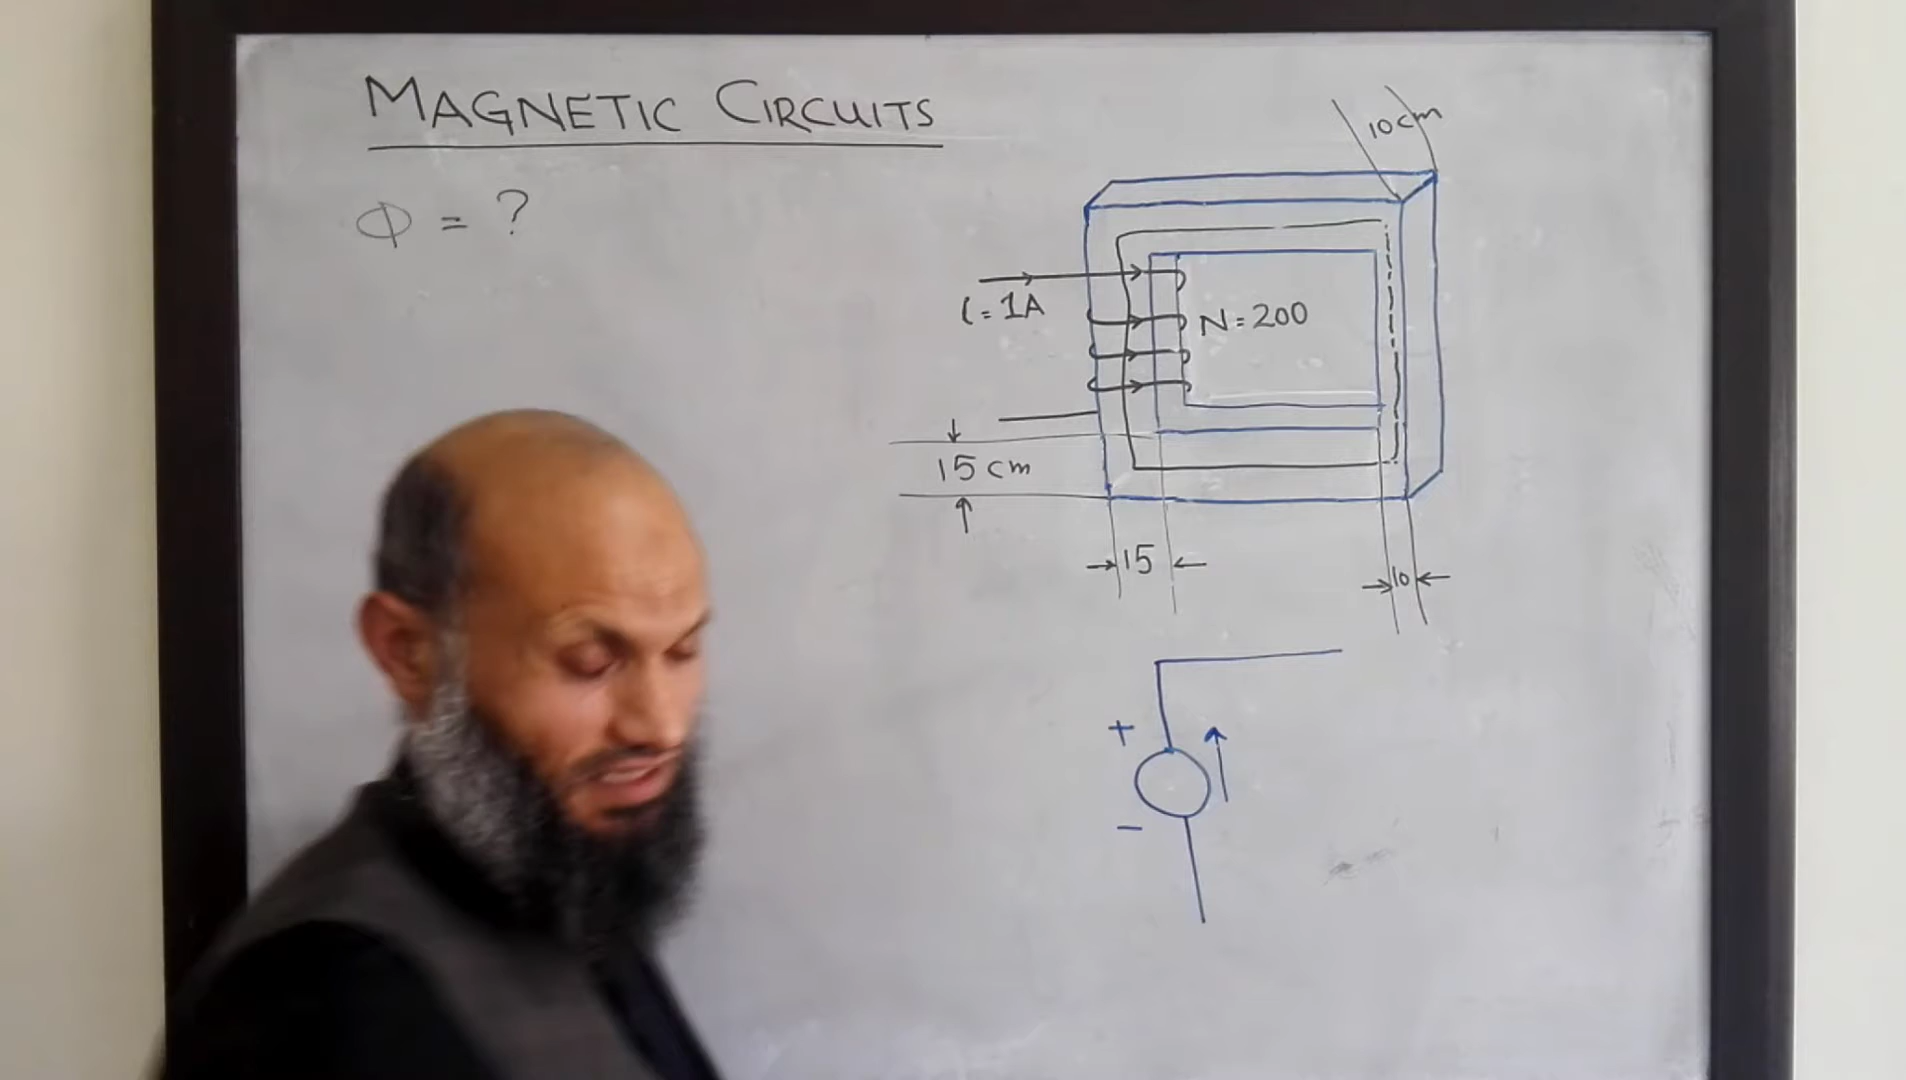 MAGNETIC CIRCUITS
Φ = ?
10cm
i = 1A
N = 200
15 cm
15
10
+
−